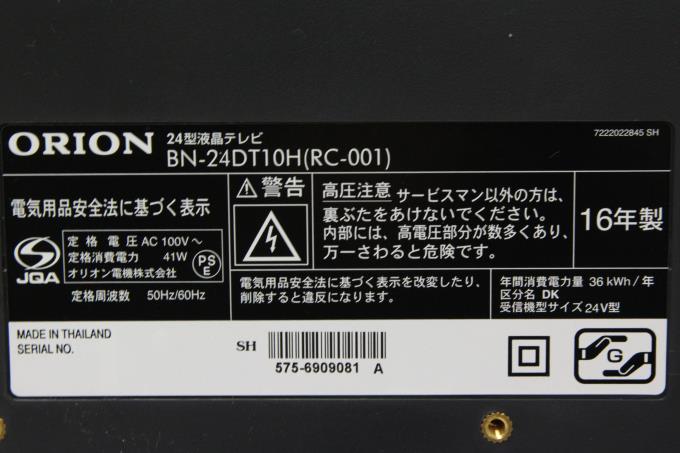 7222022845 SH
ORION
24型液晶テレビ
BN-24DT10H(RC-001)
電気用品安全法に基づく表示
JQA
定格電圧 AC 100V～
定格消費電力 41W
オリオン電機株式会社
PS
E
定格周波数 50Hz/60Hz
⚠警告
高圧注意 サービスマン以外の方は、
裏ぶたをあけないでください。
内部には、高電圧部分が数多くあり、
万一さわると危険です。
16年製
電気用品安全法に基づく表示を改変したり、
削除すると違反になります。
年間消費電力量 36 kWh/年
区分名 DK
受信機型サイズ 24V型
MADE IN THAILAND
SERIAL NO.
SH
575-6909081 A
G